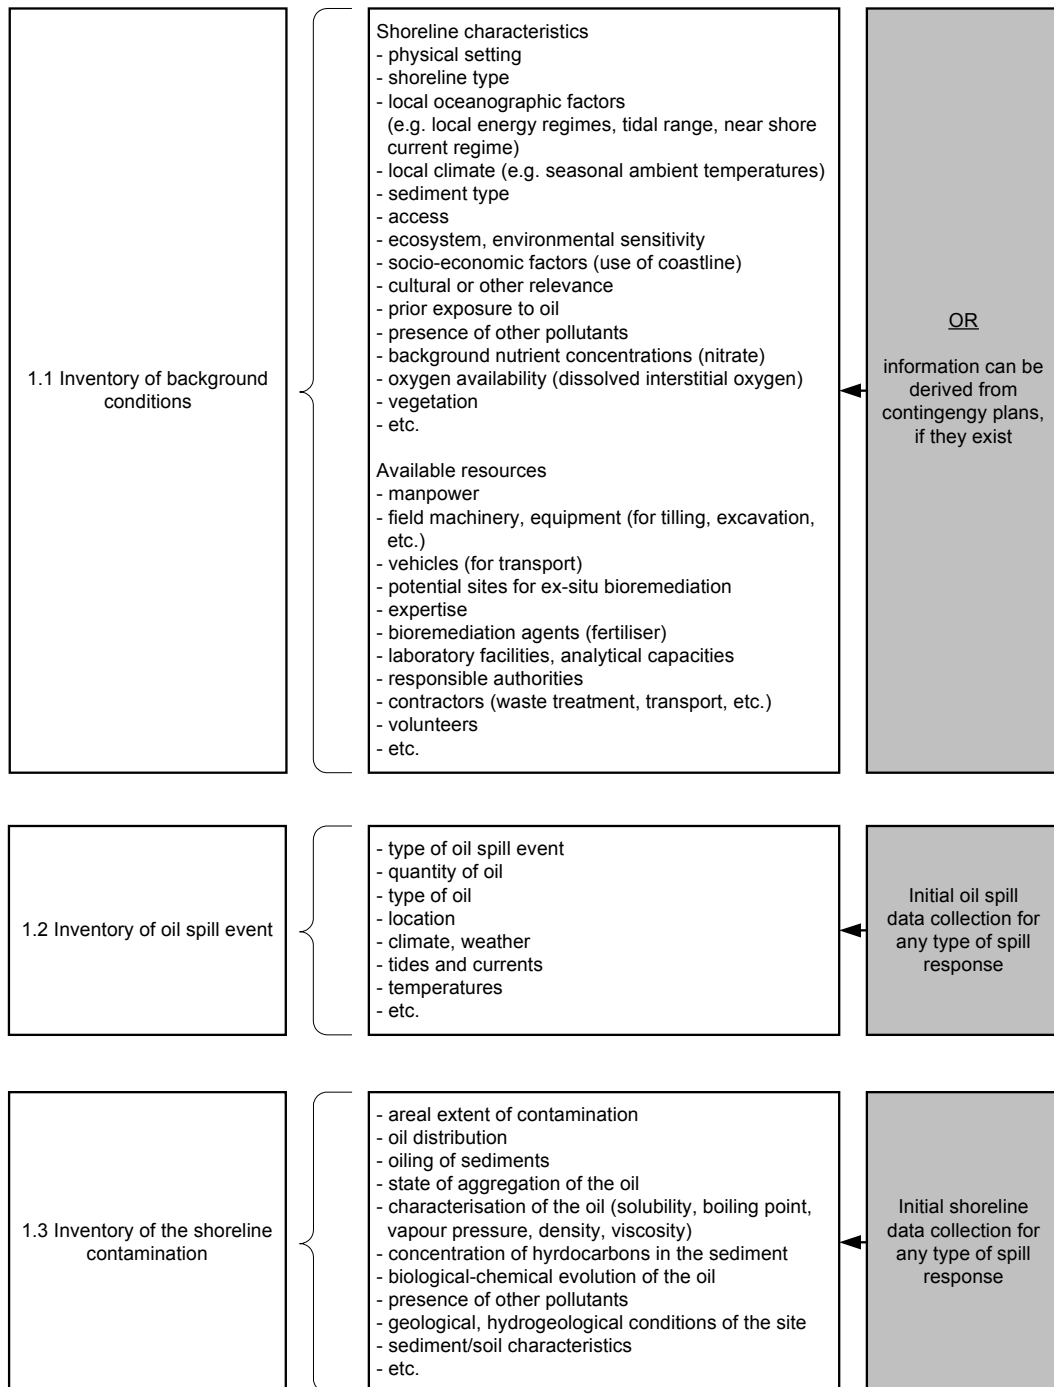 1.1 Inventory of background
conditions
Shoreline characteristics
- physical setting
- shoreline type
- local oceanographic factors
(e.g. local energy regimes, tidal range, near shore
current regime)
- local climate (e.g. seasonal ambient temperatures)
- sediment type
- access
- ecosystem, environmental sensitivity
- socio-economic factors (use of coastline)
- cultural or other relevance
- prior exposure to oil
- presence of other pollutants
- background nutrient concentrations (nitrate)
- oxygen availability (dissolved interstitial oxygen)
- vegetation
- etc.
Available resources
- manpower
- field machinery, equipment (for tilling, excavation,
etc.)
- vehicles (for transport)
- potential sites for ex-situ bioremediation
- expertise
- bioremediation agents (fertiliser)
- laboratory facilities, analytical capacities
- responsible authorities
- contractors (waste treatment, transport, etc.)
- volunteers
- etc.
OR
information can be
derived from
contingengy plans,
if they exist
1.2 Inventory of oil spill event
- type of oil spill event
- quantity of oil
- type of oil
- location
- climate, weather
- tides and currents
- temperatures
- etc.
Initial oil spill
data collection for
any type of spill
response
1.3 Inventory of the shoreline
contamination
- areal extent of contamination
- oil distribution
- oiling of sediments
- state of aggregation of the oil
- characterisation of the oil (solubility, boiling point,
vapour pressure, density, viscosity)
- concentration of hyrdocarbons in the sediment
- biological-chemical evolution of the oil
- presence of other pollutants
- geological, hydrogeological conditions of the site
- sediment/soil characteristics
- etc.
Initial shoreline
data collection for
any type of spill
response